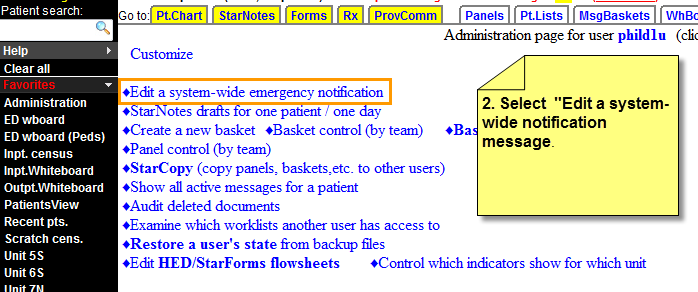 Patient search:
Go to: Pt.Chart StarNotes Forms Rx ProvComm Panels Pt.Lists MsgBaskets WhBo
Administration page for user phild1u (clic
Customize
Help
Clear all
Favorites
Administration
ED wboard
ED wboard (Peds)
Inpt. census
Inpt.Whiteboard
Outpt.Whiteboard
PatientsView
Recent pts.
Scratch cens.
Unit 5S
Unit 6S
Unit 7N
♦Edit a system-wide emergency notification
♦StarNotes drafts for one patient / one day
♦Create a new basket ♦Basket control (by team) ♦Bas
♦Panel control (by team)
♦StarCopy (copy panels, baskets,etc. to other users)
♦Show all active messages for a patient
♦Audit deleted documents
♦Examine which worklists another user has access to
♦Restore a user's state from backup files
♦Edit HED/StarForms flowsheets ♦Control which indicators show for which unit
2. Select "Edit a system-
wide notification
message.